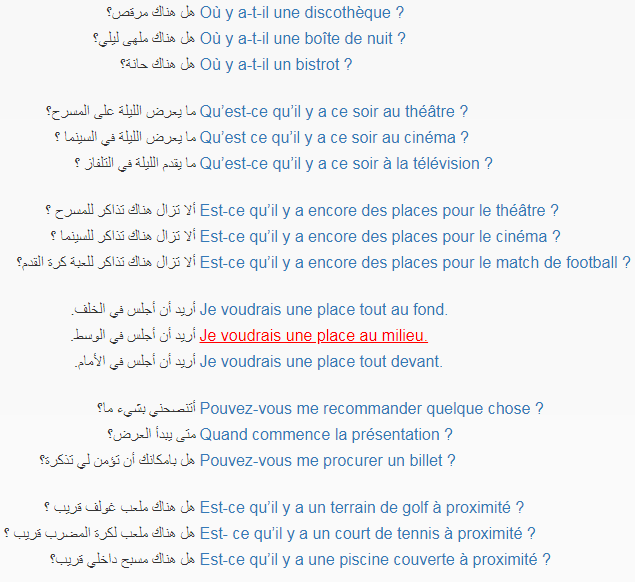 هل هناك مرقص؟ Où y a-t-il une discothèque ?
هل هناك ملهى ليلي؟ Où y a-t-il une boîte de nuit ?
هل هناك حانة؟ Où y a-t-il un bistrot ?
ما يعرض الليلة على المسرح؟ Qu’est-ce qu’il y a ce soir au théâtre ?
ما يعرض الليلة في السينما ؟ Qu’est ce qu’il y a ce soir au cinéma ?
ما يقدم الليلة في التلفاز ؟ Qu’est-ce qu’il y a ce soir à la télévision ?
ألا تزال هناك تذاكر للمسرح ؟ Est-ce qu’il y a encore des places pour le théâtre ?
ألا تزال هناك تذاكر للسينما ؟ Est-ce qu’il y a encore des places pour le cinéma ?
ألا تزال هناك تذاكر للعبة كرة القدم؟ Est-ce qu’il y a encore des places pour le match de football ?
أريد أن أجلس في الخلف. Je voudrais une place tout au fond.
أريد أن أجلس في الوسط. Je voudrais une place au milieu.
أريد أن أجلس في الأمام. Je voudrais une place tout devant.
أتنصحني بشيء ما؟ Pouvez-vous me recommander quelque chose ?
متى يبدأ العرض؟ Quand commence la présentation ?
هل بامكانك أن تؤمن لي تذكرة؟ Pouvez-vous me procurer un billet ?
هل هناك ملعب غولف قريب ؟ Est-ce qu’il y a un terrain de golf à proximité ?
هل هناك ملعب لكرة المضرب قريب ؟ Est- ce qu’il y a un court de tennis à proximité ?
هل هناك مسبح داخلي قريب؟ Est-ce qu’il y a une piscine couverte à proximité ?